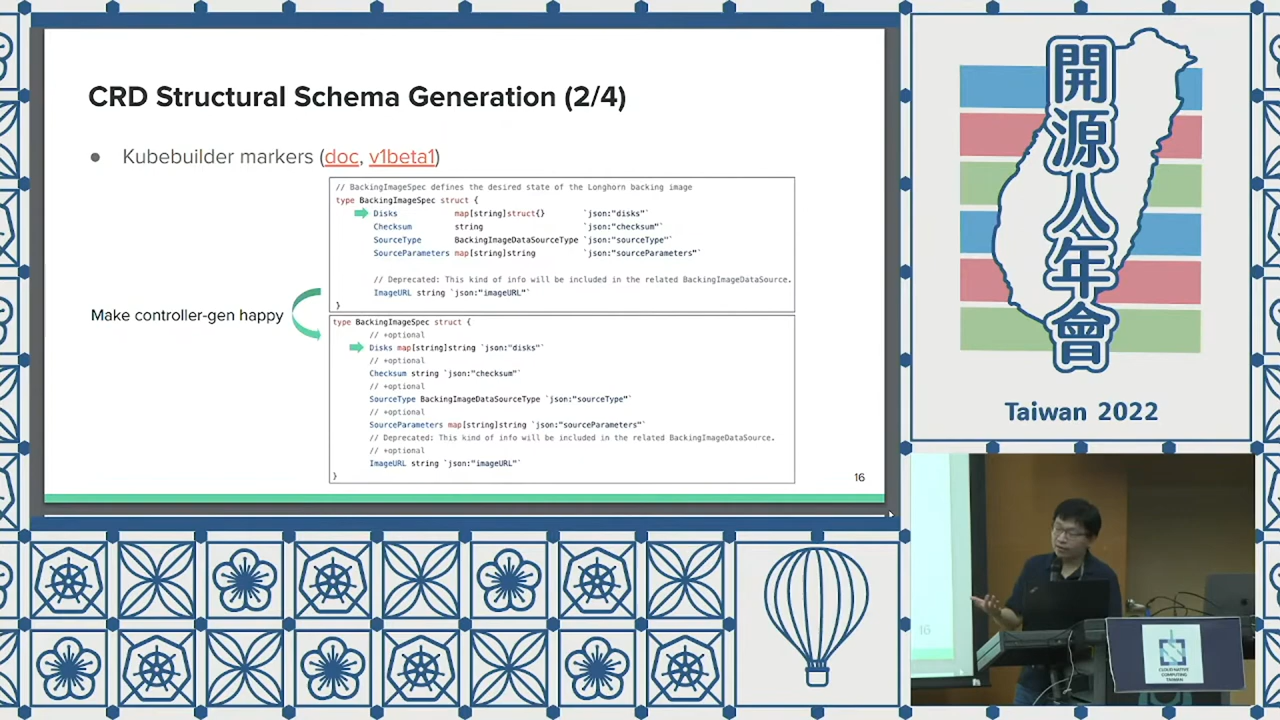 CRD Structural Schema Generation (2/4)
● Kubebuilder markers (doc, v1beta1)
// BackingImageSpec defines the desired state of the Longhorn backing image
type BackingImageSpec struct {
Disks map[string]struct{} `json:"disks"`
Checksum string `json:"checksum"`
SourceType BackingImageDataSourceType `json:"sourceType"`
SourceParameters map[string]string `json:"sourceParameters"`
// Deprecated: This kind of info will be included in the related BackingImageDataSource.
ImageURL string `json:"imageURL"`
}
Make controller-gen happy
type BackingImageSpec struct {
// +optional
Disks map[string]string `json:"disks"`
// +optional
Checksum string `json:"checksum"`
// +optional
SourceType BackingImageDataSourceType `json:"sourceType"`
// +optional
SourceParameters map[string]string `json:"sourceParameters"`
// Deprecated: This kind of info will be included in the related BackingImageDataSource.
// +optional
ImageURL string `json:"imageURL"`
}
16
開源人年會
Taiwan 2022
16
CLOUD NATIVE
COMPUTING
TAIWAN